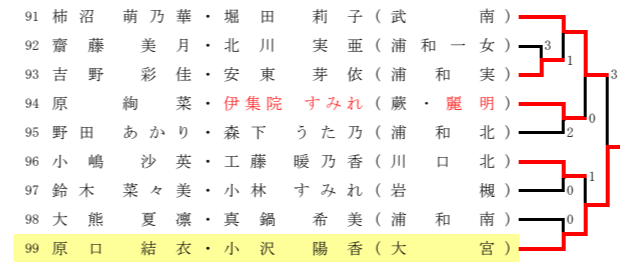 91 柿沼 萌乃華・堀田 莉子(武南) 3
92 齋藤 美月・北川 実亜(浦和一女) 3
93 吉野 彩佳・安東 芽依(浦和実) 1
94 原 絢菜・伊集院 すみれ(蕨・麗明) 0
95 野田 あかり・森下 うた乃(浦和北) 2
96 小嶋 沙英・工藤 暖乃香(川口北) 1
97 鈴木 菜々美・小林 すみれ(岩槻) 0
98 大熊 夏凛・真鍋 希美(浦和南) 0
99 原口 結衣・小沢 陽香(大宮)